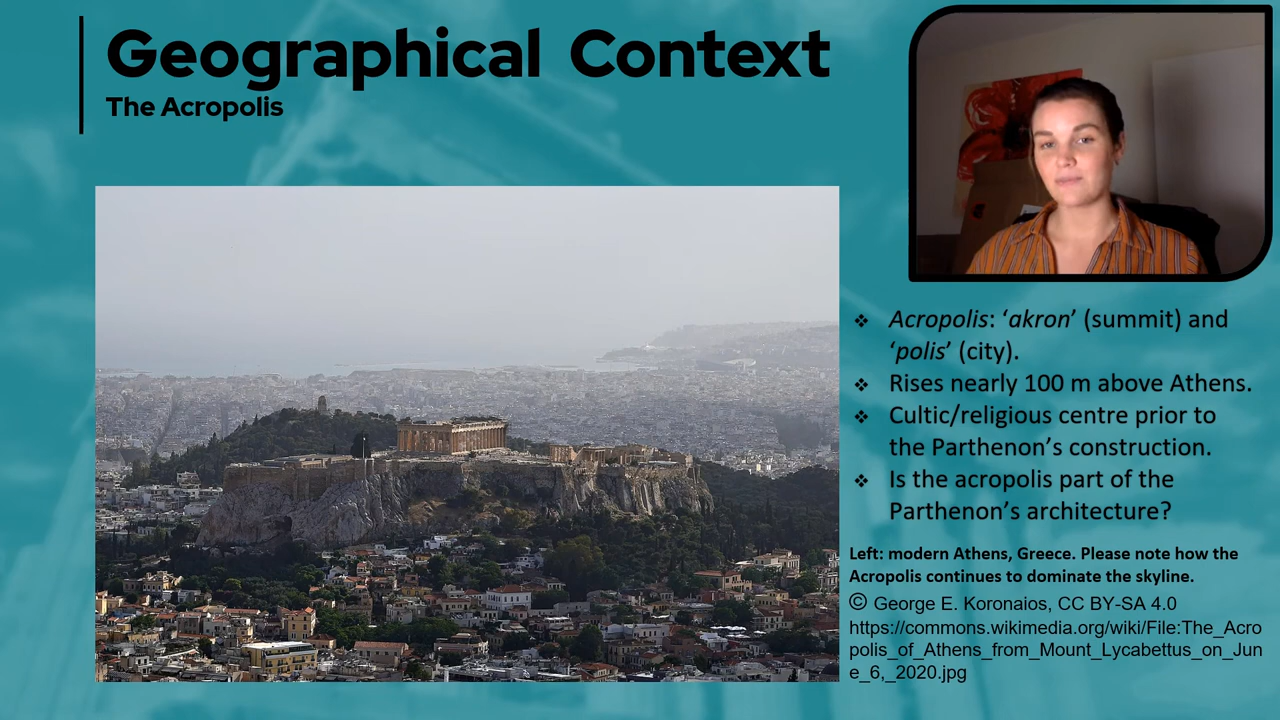 Geographical Context
The Acropolis
❖ Acropolis: ‘akron’ (summit) and
‘polis’ (city).
❖ Rises nearly 100 m above Athens.
❖ Cultic/religious centre prior to
the Parthenon’s construction.
❖ Is the acropolis part of the
Parthenon’s architecture?
Left: modern Athens, Greece. Please note how the
Acropolis continues to dominate the skyline.
© George E. Koronaios, CC BY-SA 4.0
https://commons.wikimedia.org/wiki/File:The_Acro
polis_of_Athens_from_Mount_Lycabettus_on_Jun
e_6,_2020.jpg